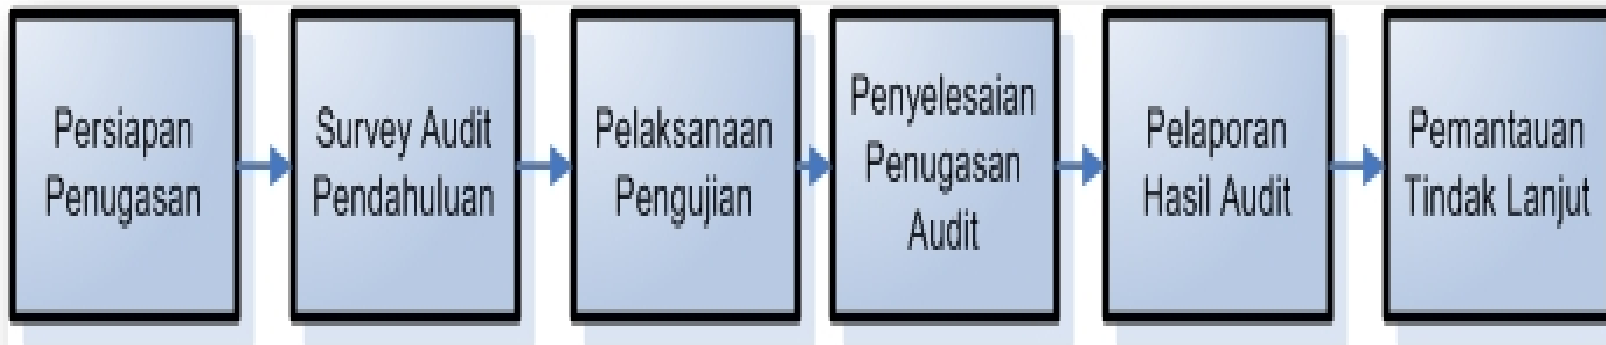 Persiapan
Penugasan
Survey Audit
Pendahuluan
Pelaksanaan
Pengujian
Penyelesaian
Penugasan
Audit
Pelaporan
Hasil Audit
Pemantauan
Tindak Lanjut